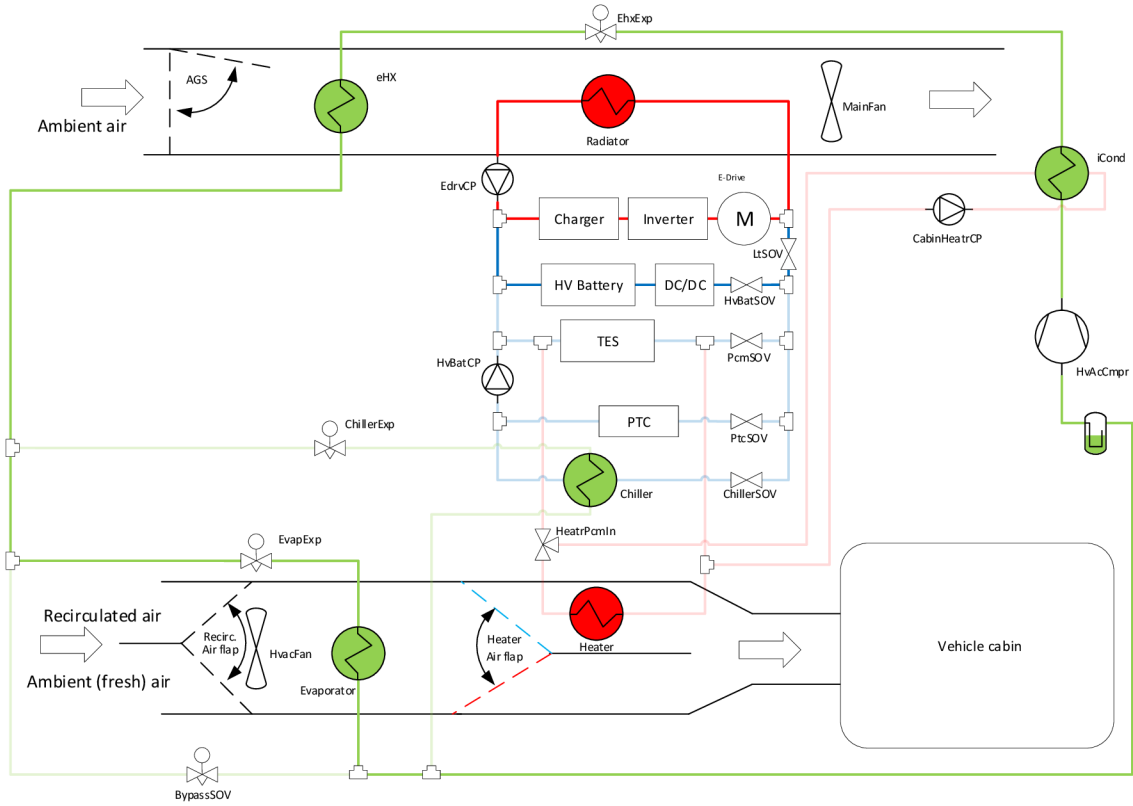 EhxExp
AGS
eHX
Ambient air
MainFan
Radiator
iCond
EdrvCP
E-Drive
Charger
Inverter
M
CabinHeatrCP
LtSOV
HV Battery
DC/DC
HvBatSOV
TES
PcmSOV
HvBatCP
HvAcCmpr
ChillerExp
PTC
PtcSOV
Chiller
ChillerSOV
HeatrPcmIn
EvapExp
Recirculated air
Recirc.
Air flap
HvacFan
Heater
Air flap
Heater
Vehicle cabin
Ambient (fresh) air
Evaporator
BypassSOV